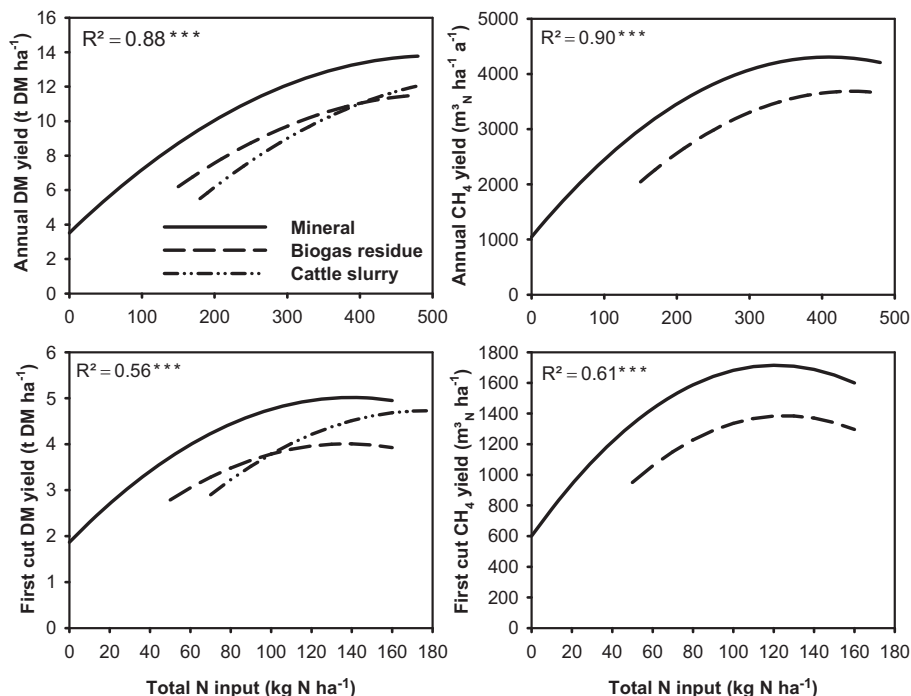 R² = 0.88 ***
Annual DM yield (t DM ha⁻¹)
16
14
12
10
8
6
4
2
0
Mineral
Biogas residue
Cattle slurry
0 100 200 300 400 500
R² = 0.90 ***
Annual CH₄ yield (m³N ha⁻¹ a⁻¹)
5000
4000
3000
2000
1000
0
0 100 200 300 400 500
R² = 0.56 ***
First cut DM yield (t DM ha⁻¹)
6
5
4
3
2
1
0
0 20 40 60 80 100 120 140 160 180
Total N input (kg N ha⁻¹)
R² = 0.61 ***
First cut CH₄ yield (m³N ha⁻¹)
1800
1600
1400
1200
1000
800
600
400
200
0
0 20 40 60 80 100 120 140 160 180
Total N input (kg N ha⁻¹)